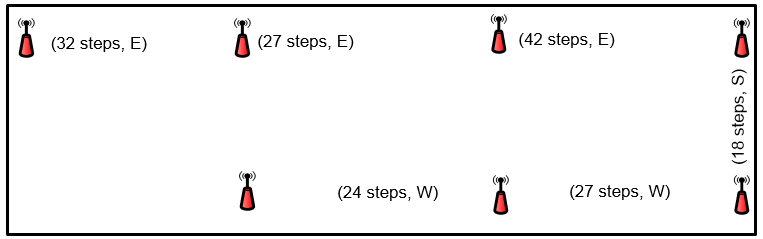 (32 steps, E)
(27 steps, E)
(42 steps, E)
(18 steps, S)
(24 steps, W)
(27 steps, W)